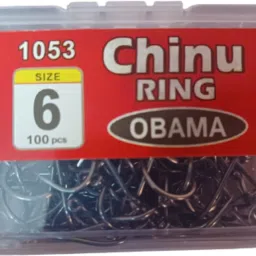 1053 Chinu
SIZE RING
6 OBAMA
100 pcs